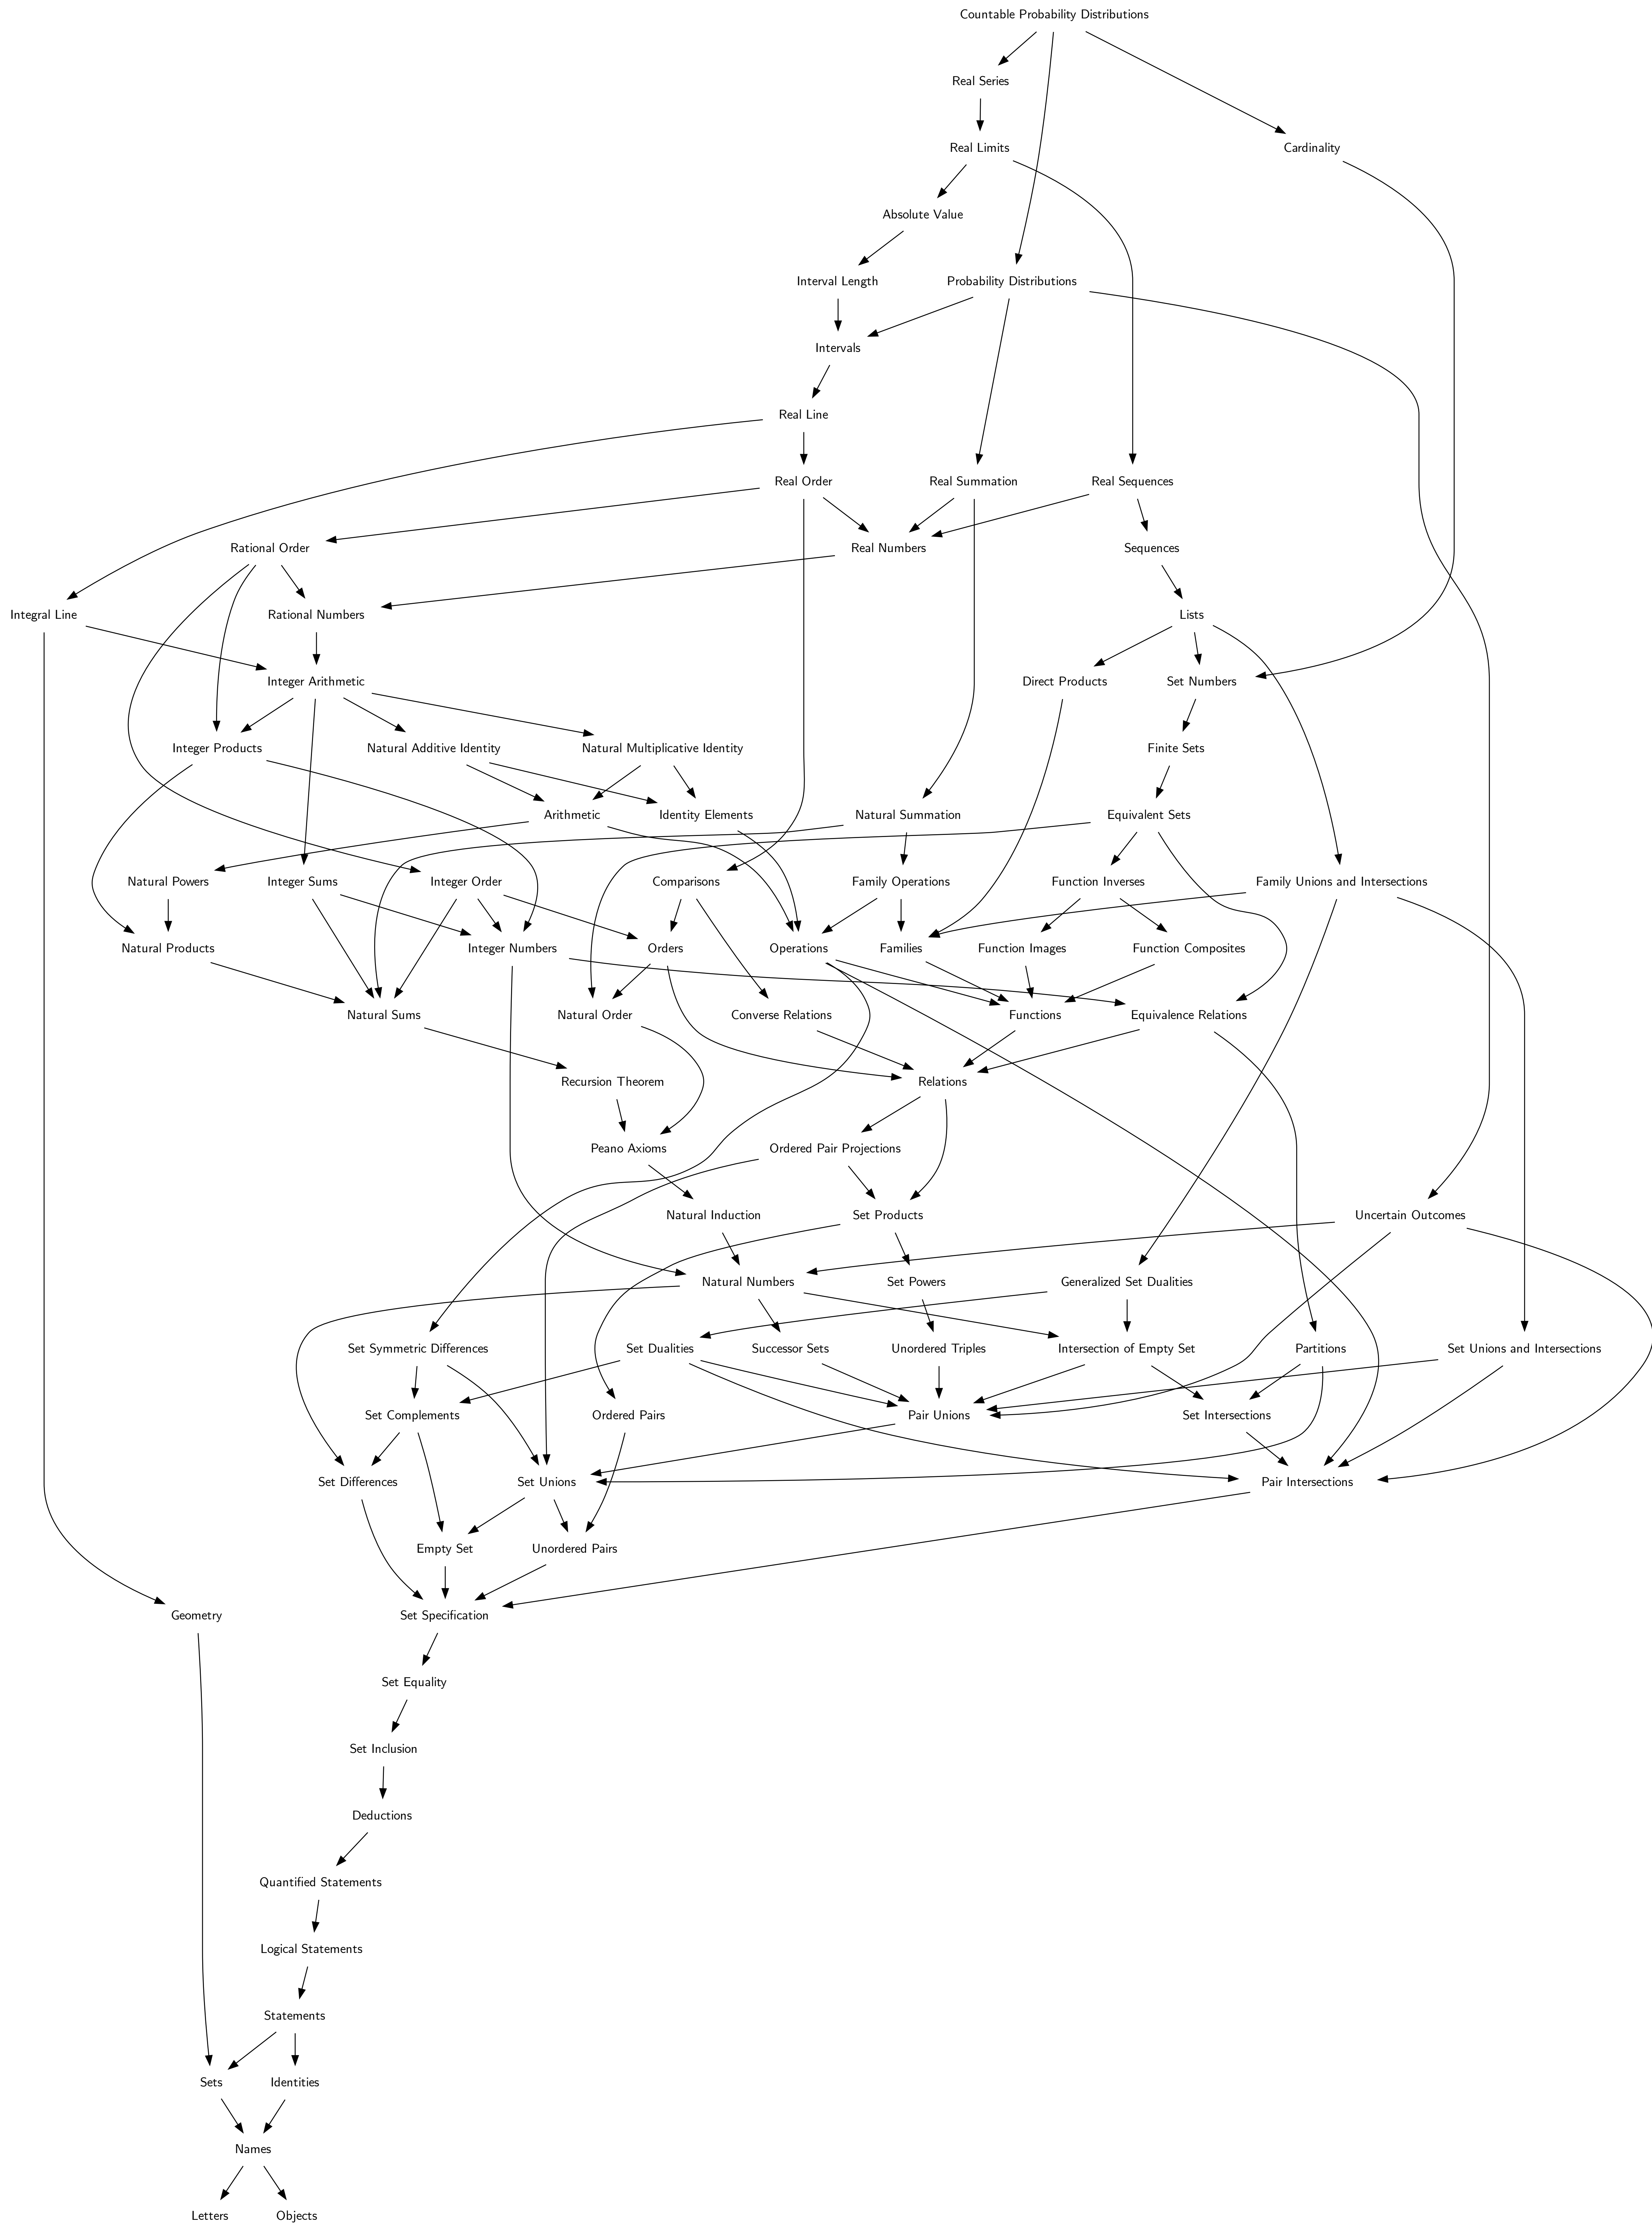 Countable Probability Distributions
Real Series
Real Limits
Cardinality
Absolute Value
Interval Length
Probability Distributions
Intervals
Real Line
Real Order
Real Summation
Real Sequences
Rational Order
Real Numbers
Sequences
Integral Line
Rational Numbers
Lists
Integer Arithmetic
Direct Products
Set Numbers
Integer Products
Natural Additive Identity
Natural Multiplicative Identity
Finite Sets
Arithmetic
Identity Elements
Natural Summation
Equivalent Sets
Natural Powers
Integer Sums
Integer Order
Comparisons
Family Operations
Function Inverses
Family Unions and Intersections
Natural Products
Integer Numbers
Orders
Operations
Families
Function Images
Function Composites
Natural Sums
Natural Order
Converse Relations
Functions
Equivalence Relations
Recursion Theorem
Relations
Peano Axioms
Ordered Pair Projections
Natural Induction
Set Products
Uncertain Outcomes
Natural Numbers
Set Powers
Generalized Set Dualities
Set Symmetric Differences
Set Dualities
Successor Sets
Unordered Triples
Intersection of Empty Set
Partitions
Set Unions and Intersections
Set Complements
Ordered Pairs
Pair Unions
Set Intersections
Set Differences
Set Unions
Pair Intersections
Empty Set
Unordered Pairs
Geometry
Set Specification
Set Equality
Set Inclusion
Deductions
Quantified Statements
Logical Statements
Statements
Sets
Identities
Names
Letters
Objects